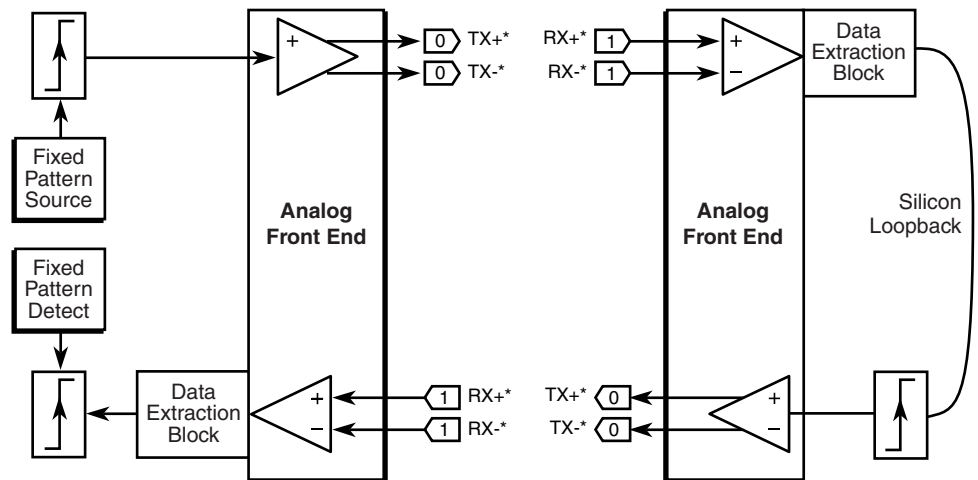 +
0 TX+*
0 TX-*
RX+* 1
RX-* 1
+
−
Data
Extraction
Block
Fixed
Pattern
Source
Analog
Front End
Analog
Front End
Silicon
Loopback
Fixed
Pattern
Detect
Data
Extraction
Block
+
−
1 RX+*
1 RX-*
TX+* 0
TX-* 0
+
−